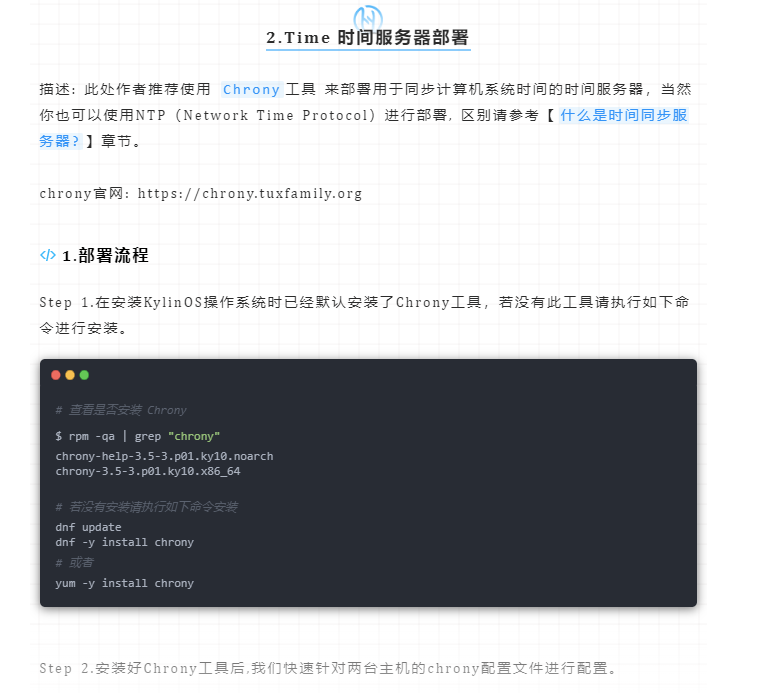 2.Time 时间服务器部署
描述: 此处作者推荐使用 Chrony工具 来部署用于同步计算机系统时间的时间服务器，当然
你也可以使用NTP（Network Time Protocol）进行部署, 区别请参考【 什么是时间同步服
务器? 】章节。
chrony官网: https://chrony.tuxfamily.org
</> 1.部署流程
Step 1.在安装KylinOS操作系统时已经默认安装了Chrony工具，若没有此工具请执行如下命
令进行安装。
# 查看是否安装 Chrony
$ rpm -qa | grep "chrony"
chrony-help-3.5-3.p01.ky10.noarch
chrony-3.5-3.p01.ky10.x86_64
# 若没有安装请执行如下命令安装
dnf update
dnf -y install chrony
# 或者
yum -y install chrony
Step 2.安装好Chrony工具后,我们快速针对两台主机的chrony配置文件进行配置。